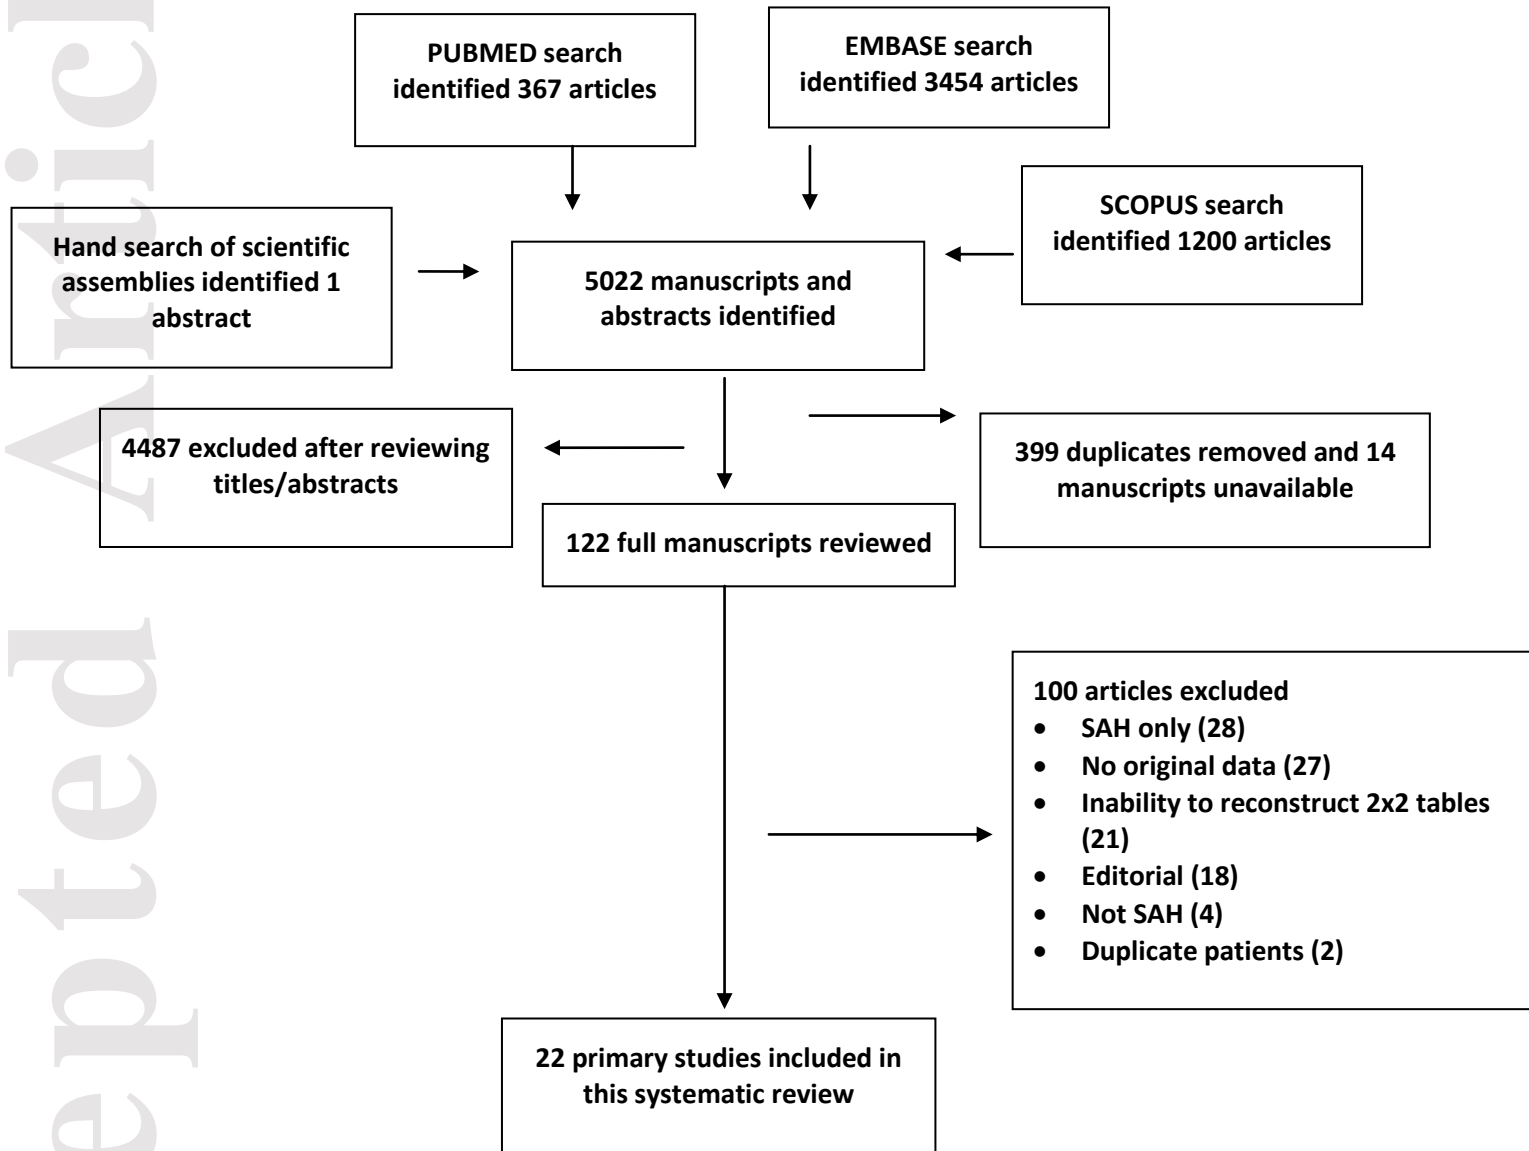 PUBMED search
identified 367 articles
EMBASE search
identified 3454 articles
SCOPUS search
identified 1200 articles
Hand search of scientific
assemblies identified 1
abstract
5022 manuscripts and
abstracts identified
4487 excluded after reviewing
titles/abstracts
399 duplicates removed and 14
manuscripts unavailable
122 full manuscripts reviewed
100 articles excluded
• SAH only (28)
• No original data (27)
• Inability to reconstruct 2x2 tables
(21)
• Editorial (18)
• Not SAH (4)
• Duplicate patients (2)
22 primary studies included in
this systematic review
epted Articl